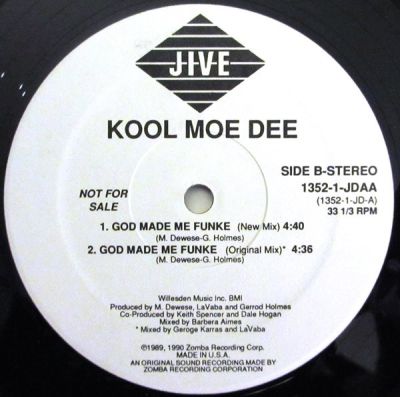 JIVE
KOOL MOE DEE
SIDE B-STEREO
1352-1-JDAA
(1352-1-JD-A)
33 1/3 RPM
NOT FOR
SALE
1. GOD MADE ME FUNKE (New Mix) 4:40
(M. Dewese-G. Holmes)
2. GOD MADE ME FUNKE (Original Mix)* 4:36
(M. Dewese-G. Holmes)
Willesden Music Inc. BMI
Produced by M. Dewese, LaVaba and Gerrod Holmes
Co-Produced by Keith Spencer and Dale Hogan
Mixed by Barbera Aimes
* Mixed by Geroge Karras and LaVaba
℗1989, 1990 Zomba Recording Corp.
MADE IN U.S.A.
AN ORIGINAL SOUND RECORDING MADE BY
ZOMBA RECORDING CORPORATION